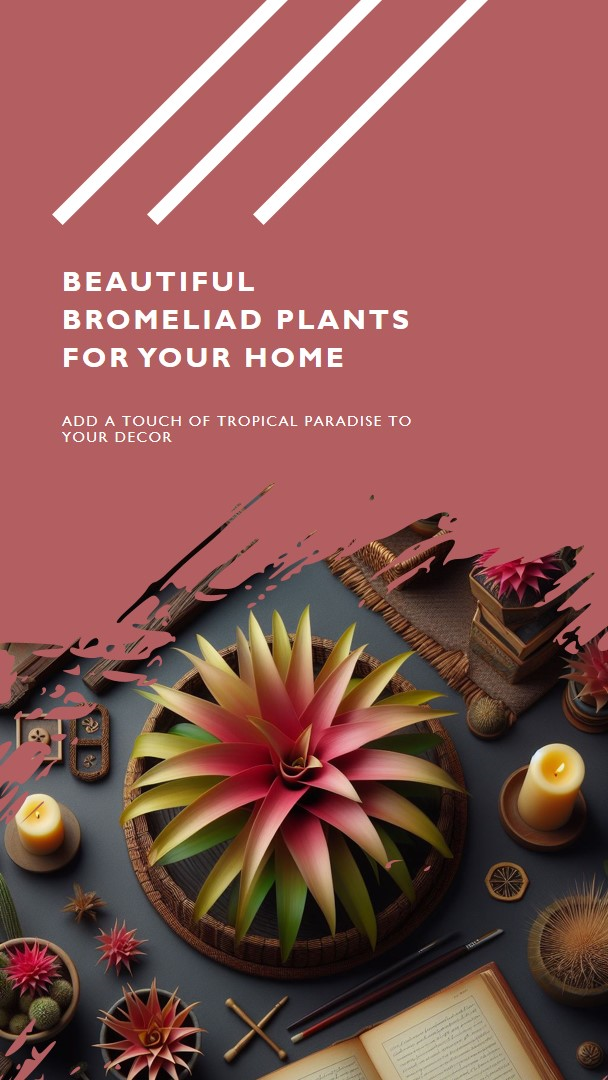 BEAUTIFUL
BROMELIAD PLANTS
FOR YOUR HOME
ADD A TOUCH OF TROPICAL PARADISE TO
YOUR DECOR